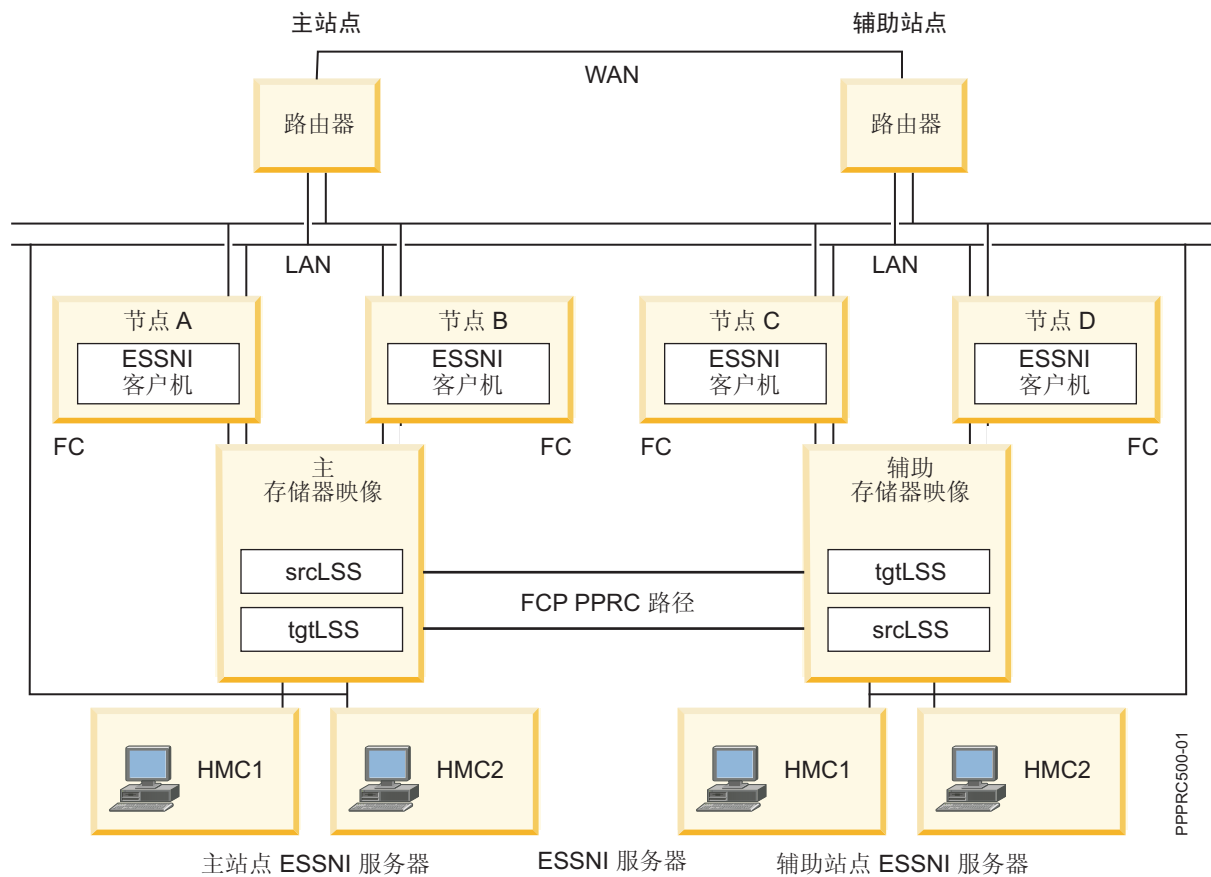 主站点
辅助站点
WAN
路由器
路由器
LAN
LAN
节点 A
节点 B
节点 C
节点 D
ESSNI
客户机
ESSNI
客户机
ESSNI
客户机
ESSNI
客户机
FC
FC
FC
FC
主
存储器映像
辅助
存储器映像
srcLSS
tgtLSS
FCP PPRC 路径
tgtLSS
srcLSS
HMC1
HMC2
HMC1
HMC2
PPPRC500-01
主站点 ESSNI 服务器
ESSNI 服务器
辅助站点 ESSNI 服务器